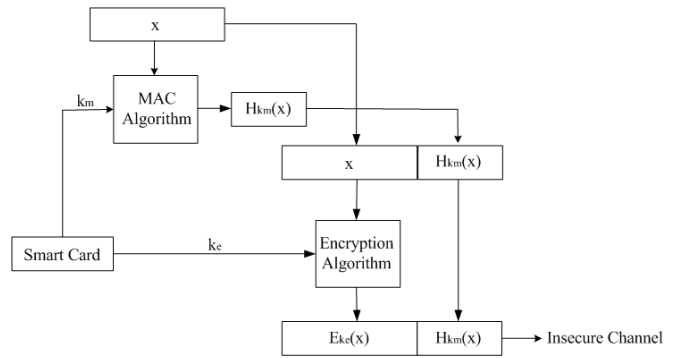 x
km
MAC
Algorithm
Hkm(x)
x
Hkm(x)
Smart Card
ke
Encryption
Algorithm
Eke(x)
Hkm(x)
Insecure Channel